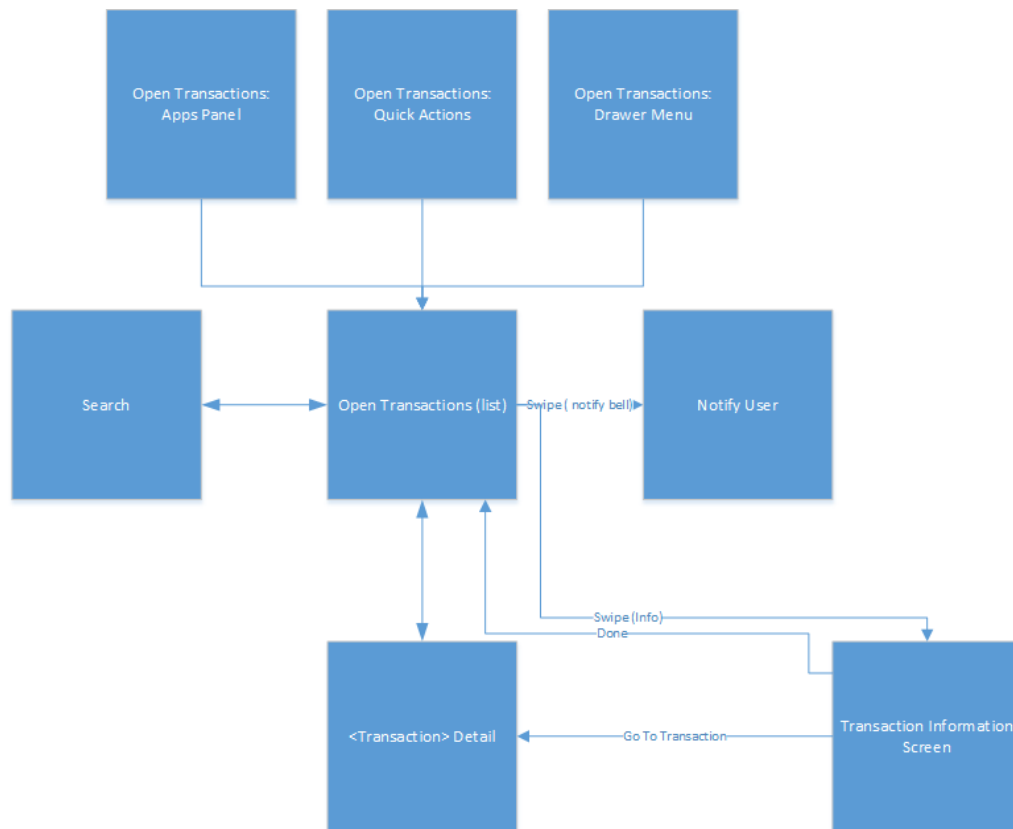 Open Transactions:
Apps Panel
Open Transactions:
Quick Actions
Open Transactions:
Drawer Menu
Search
Open Transactions (list)
Swipe ( notify bell)
Notify User
Swipe (Info)
Done
<Transaction> Detail
Go To Transaction
Transaction Information
Screen